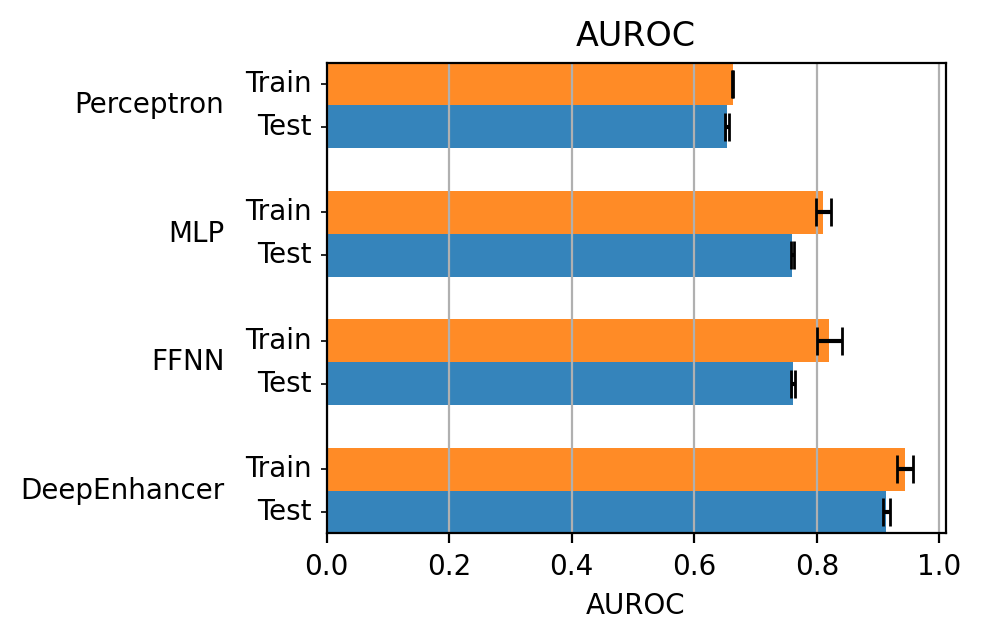 AUROC
Perceptron
Train
Test
MLP
Train
Test
FFNN
Train
Test
DeepEnhancer
Train
Test
0.0 0.2 0.4 0.6 0.8 1.0
AUROC